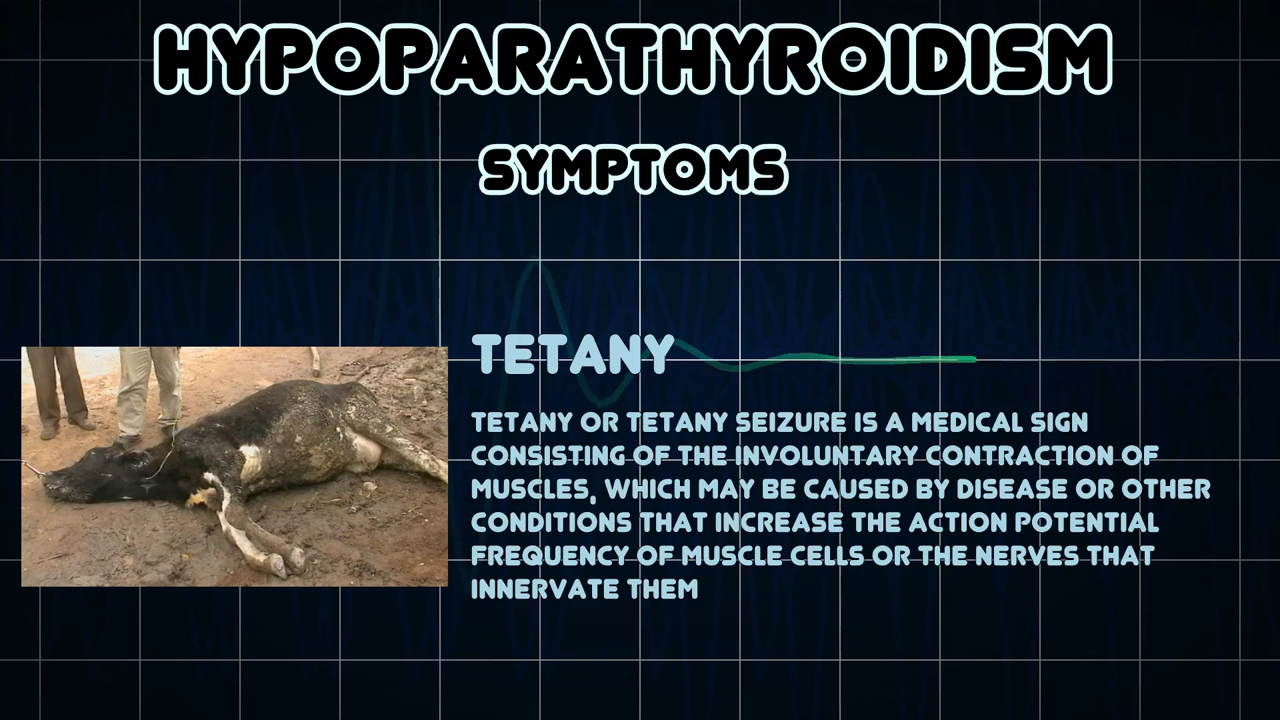 HYPOPARATHYROIDISM
SYMPTOMS
TETANY
TETANY OR TETANY SEIZURE IS A MEDICAL SIGN
CONSISTING OF THE INVOLUNTARY CONTRACTION OF
MUSCLES, WHICH MAY BE CAUSED BY DISEASE OR OTHER
CONDITIONS THAT INCREASE THE ACTION POTENTIAL
FREQUENCY OF MUSCLE CELLS OR THE NERVES THAT
INNERVATE THEM